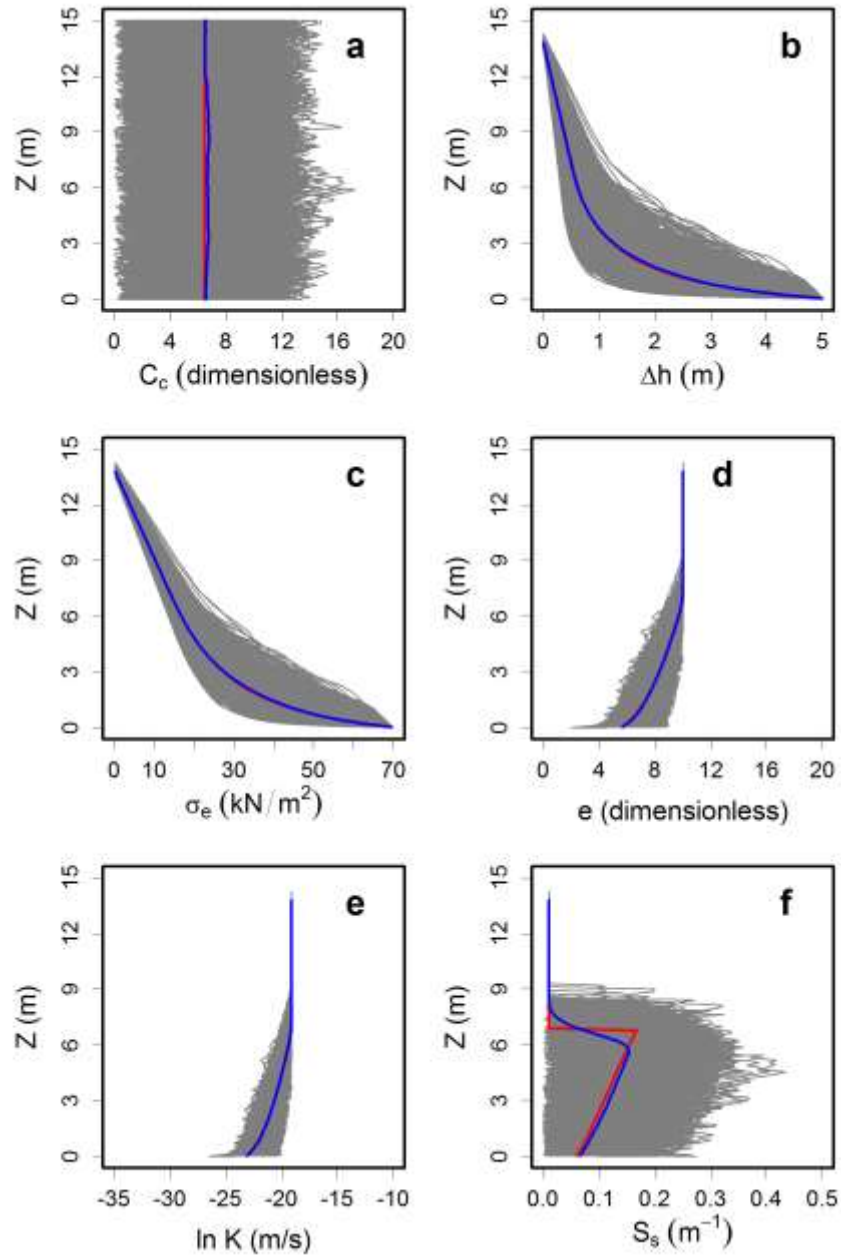 a
Z (m)
15
12
9
6
3
0
0 4 8 12 16 20
C_c (dimensionless)
b
Z (m)
15
12
9
6
3
0
0 1 2 3 4 5
Δh (m)
c
Z (m)
15
12
9
6
3
0
0 10 30 50 70
σ_e (kN/m²)
d
Z (m)
15
12
9
6
3
0
0 4 8 12 16 20
e (dimensionless)
e
Z (m)
15
12
9
6
3
0
-35 -25 -20 -15 -10
ln K (m/s)
f
Z (m)
15
12
9
6
3
0
0.0 0.1 0.2 0.3 0.4 0.5
S_s (m⁻¹)